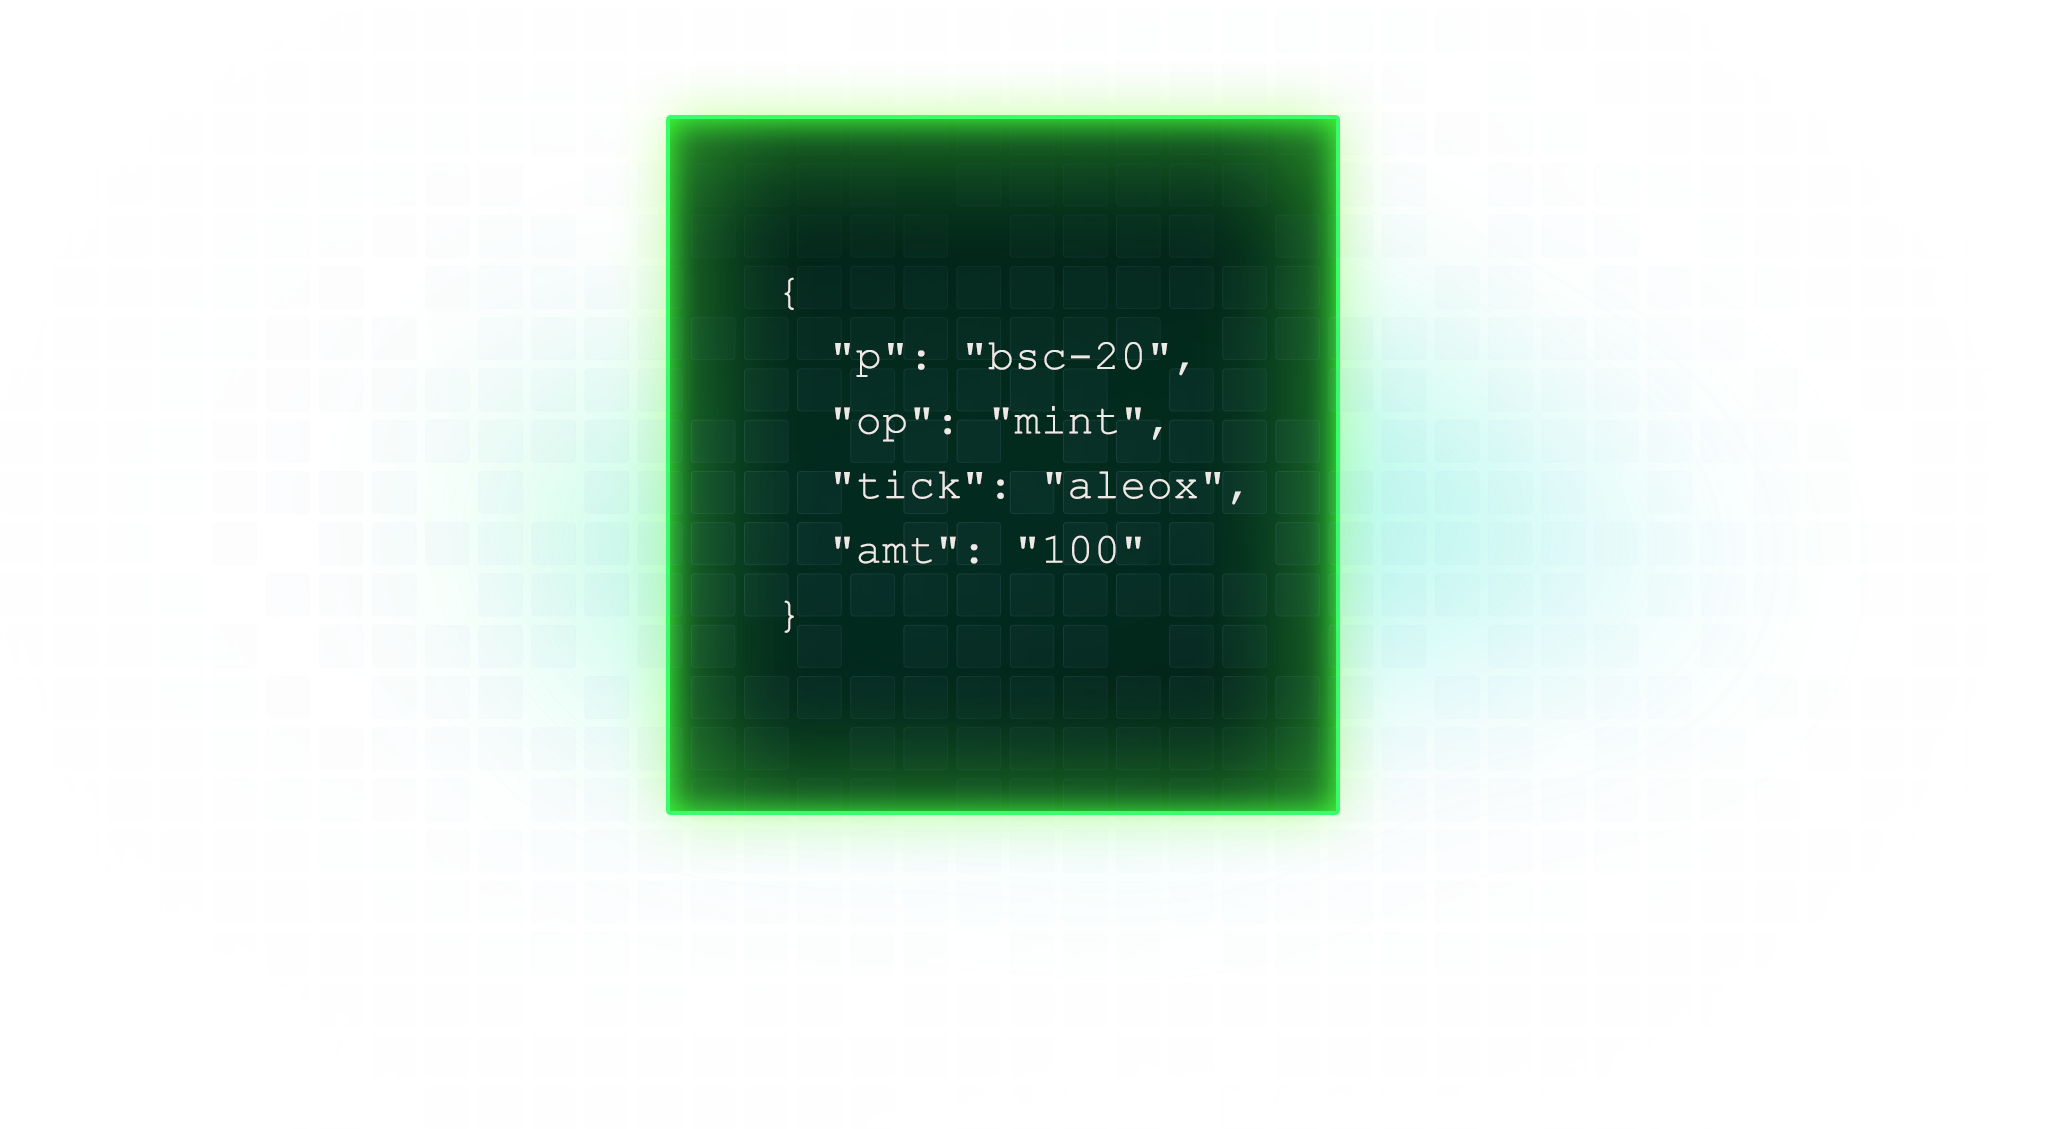 {
"p": "bsc-20",
"op": "mint",
"tick": "aleox",
"amt": "100"
}